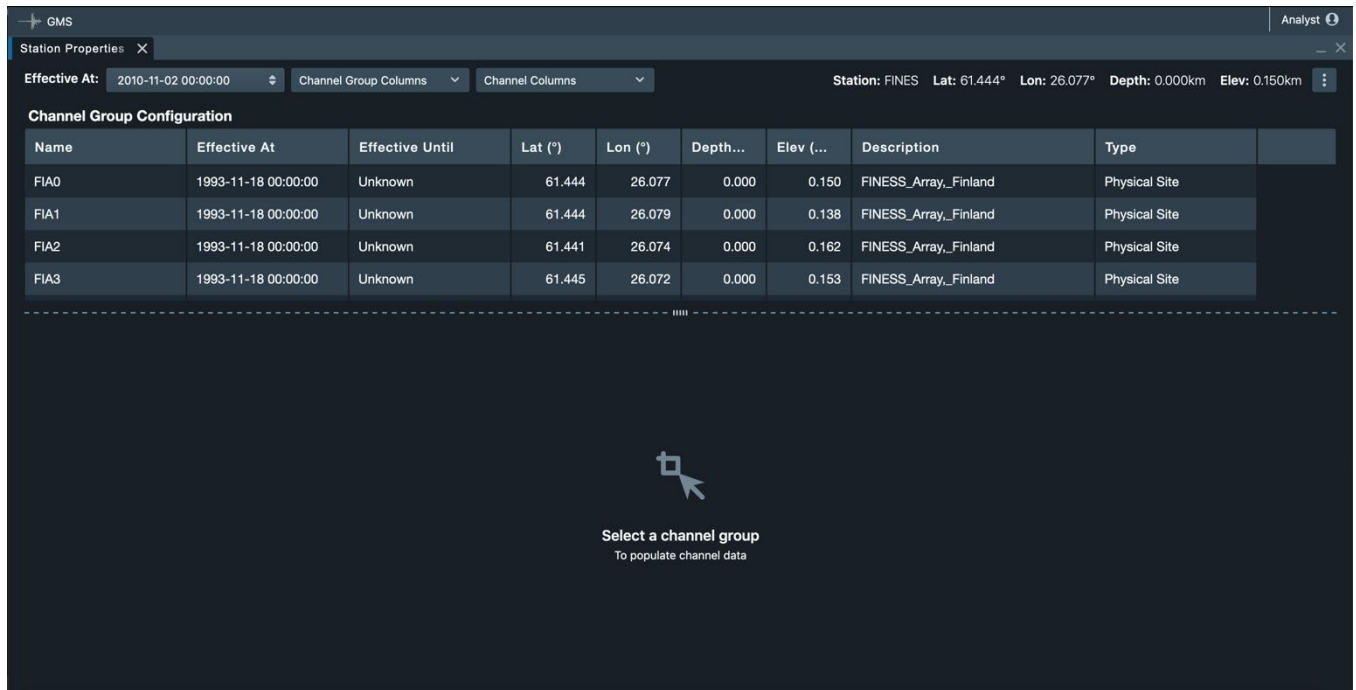 GMS Analyst
Station Properties
Effective At: 2010-11-02 00:00:00 Channel Group Columns Channel Columns Station: FINES Lat: 61.444° Lon: 26.077° Depth: 0.000km Elev: 0.150km
Channel Group Configuration
Name Effective At Effective Until Lat (°) Lon (°) Depth... Elev (... Description Type
FIA0 1993-11-18 00:00:00 Unknown 61.444 26.077 0.000 0.150 FINESS_Array,_Finland Physical Site
FIA1 1993-11-18 00:00:00 Unknown 61.444 26.079 0.000 0.138 FINESS_Array,_Finland Physical Site
FIA2 1993-11-18 00:00:00 Unknown 61.441 26.074 0.000 0.162 FINESS_Array,_Finland Physical Site
FIA3 1993-11-18 00:00:00 Unknown 61.445 26.072 0.000 0.153 FINESS_Array,_Finland Physical Site
Select a channel group
To populate channel data